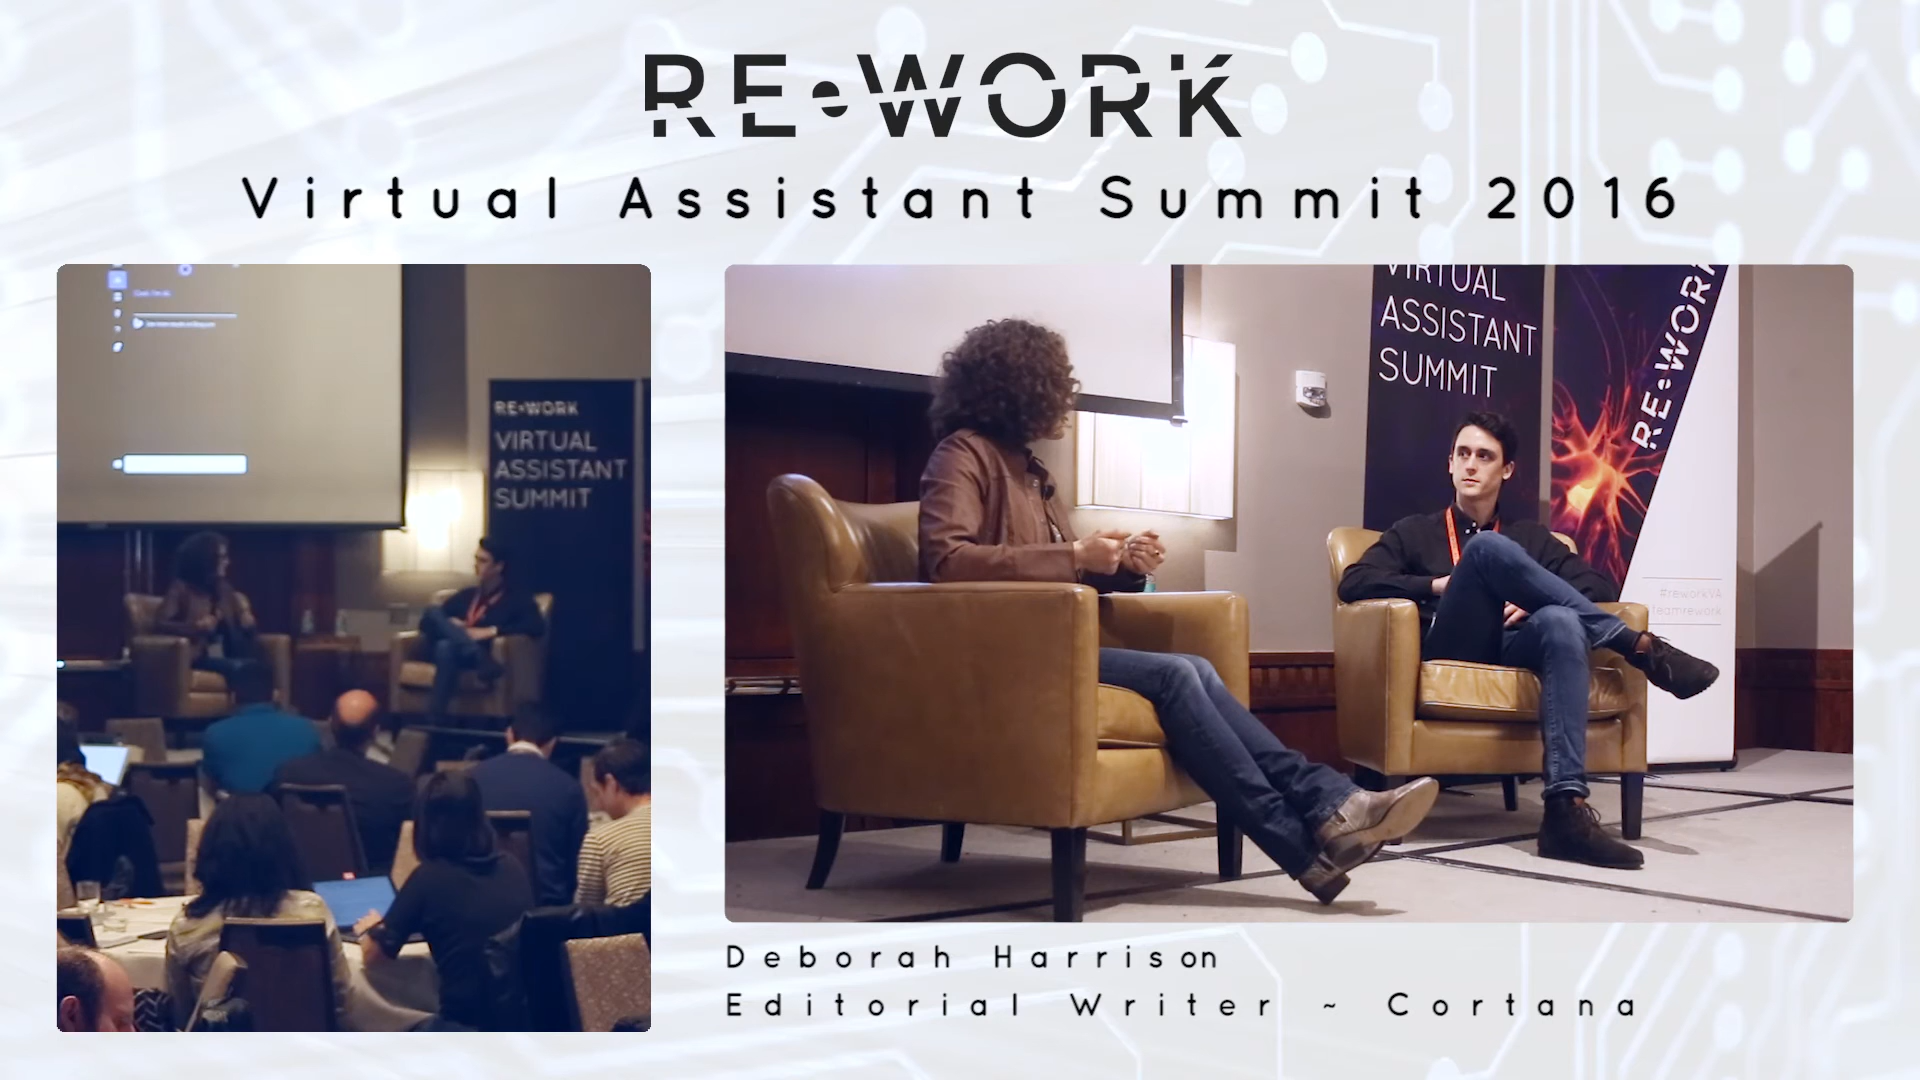 RE•WORK
Virtual Assistant Summit 2016
RE•WORK
VIRTUAL
ASSISTANT
SUMMIT
VIRTUAL
ASSISTANT
SUMMIT
RE•WORK
#reworkVA
teamrework
Deborah Harrison
Editorial Writer ~ Cortana